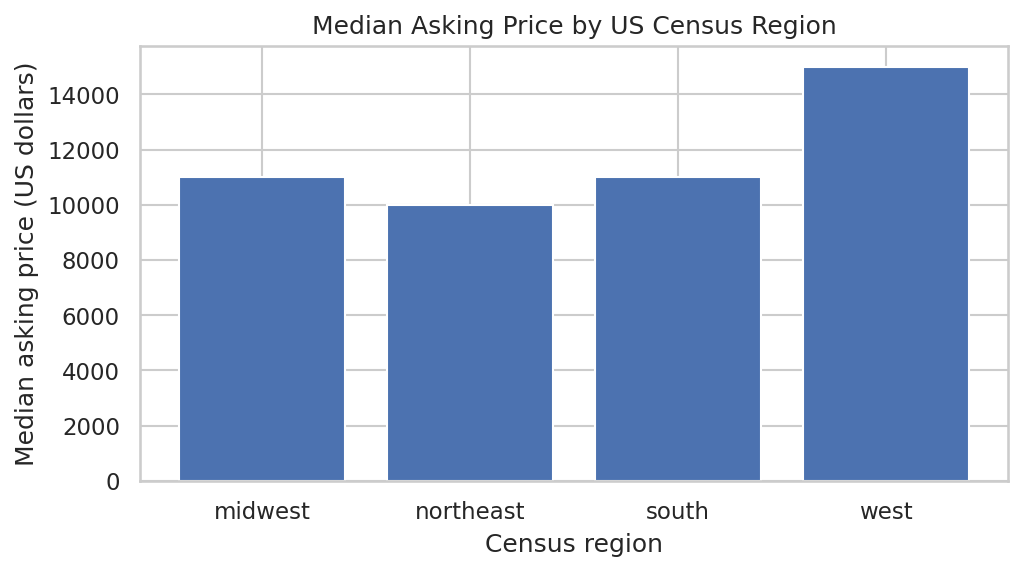 Median Asking Price by US Census Region
Median asking price (US dollars)
14000
12000
10000
8000
6000
4000
2000
0
midwest northeast south west
Census region